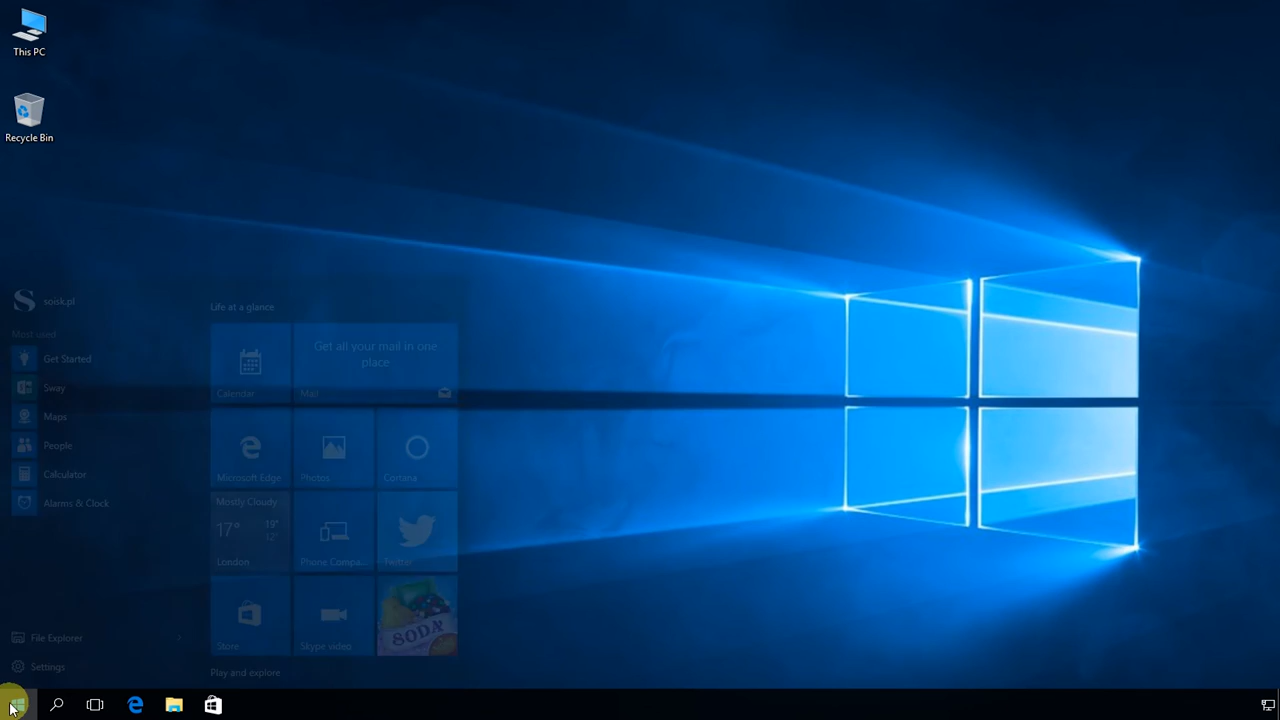 This PC
Recycle Bin
soisk.pl
Most used
Get Started
Sway
Maps
People
Calculator
Alarms & Clock
File Explorer
Settings
Life at a glance
Calendar
Get all your mail in one
place
Mail
Microsoft Edge
Photos
Cortana
Mostly Cloudy
17°
19°
12°
London
Phone Compa...
Twitter
Store
Skype video
SODA
Play and explore